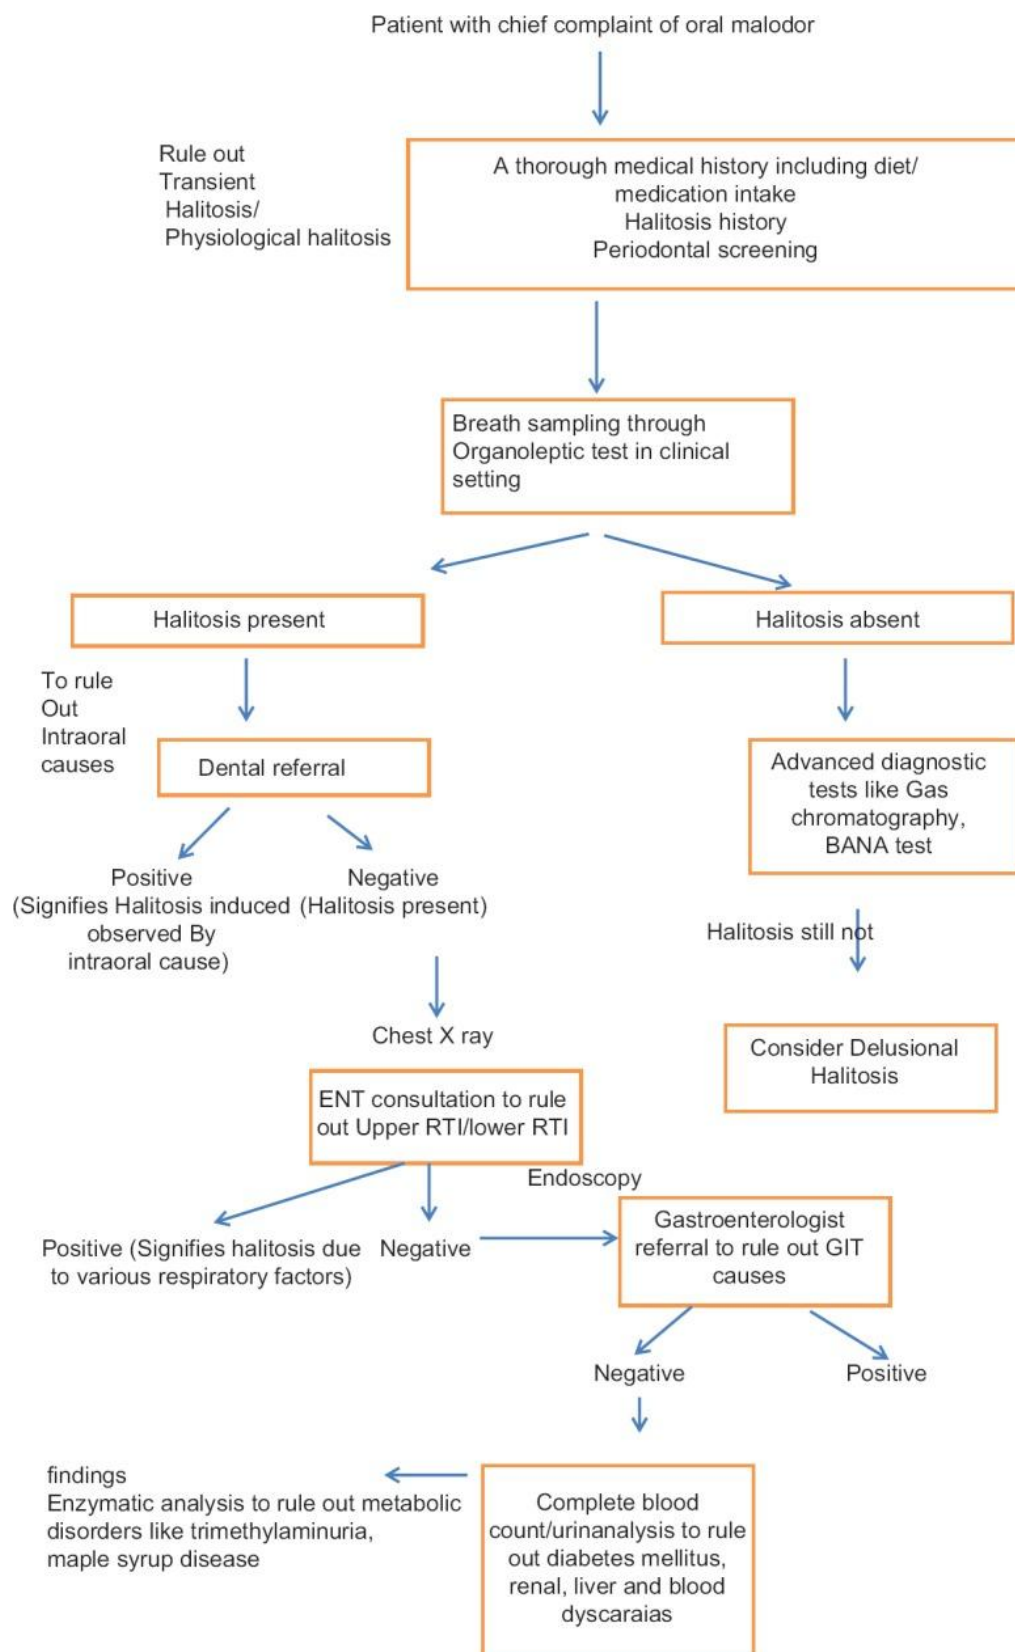 Patient with chief complaint of oral malodor
Rule out
Transient
Halitosis/
Physiological halitosis
A thorough medical history including diet/
medication intake
Halitosis history
Periodontal screening
Breath sampling through
Organoleptic test in clinical
setting
Halitosis present
Halitosis absent
To rule
Out
Intraoral
causes
Dental referral
Advanced diagnostic
tests like Gas
chromatography,
BANA test
Positive
(Signifies Halitosis induced
observed By
intraoral cause)
Negative
(Halitosis present)
Halitosis still not
Chest X ray
ENT consultation to rule
out Upper RTI/lower RTI
Consider Delusional
Halitosis
Endoscopy
Positive (Signifies halitosis due
to various respiratory factors)
Negative
Gastroenterologist
referral to rule out GIT
causes
Negative
Positive
findings
Enzymatic analysis to rule out metabolic
disorders like trimethylaminuria,
maple syrup disease
Complete blood
count/urinanalysis to rule
out diabetes mellitus,
renal, liver and blood
dyscaraias